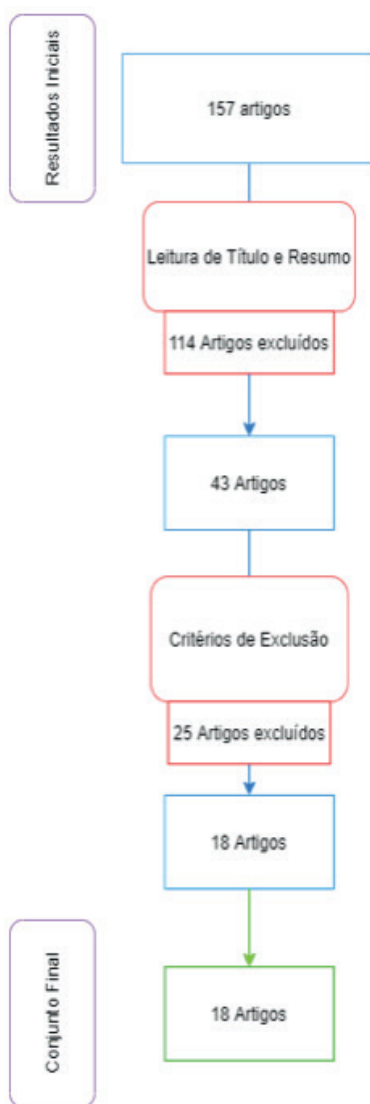 Resultados Iniciais
157 artigos
Leitura de Título e Resumo
114 Artigos excluídos
43 Artigos
Critérios de Exclusão
25 Artigos excluídos
18 Artigos
Conjunto Final
18 Artigos